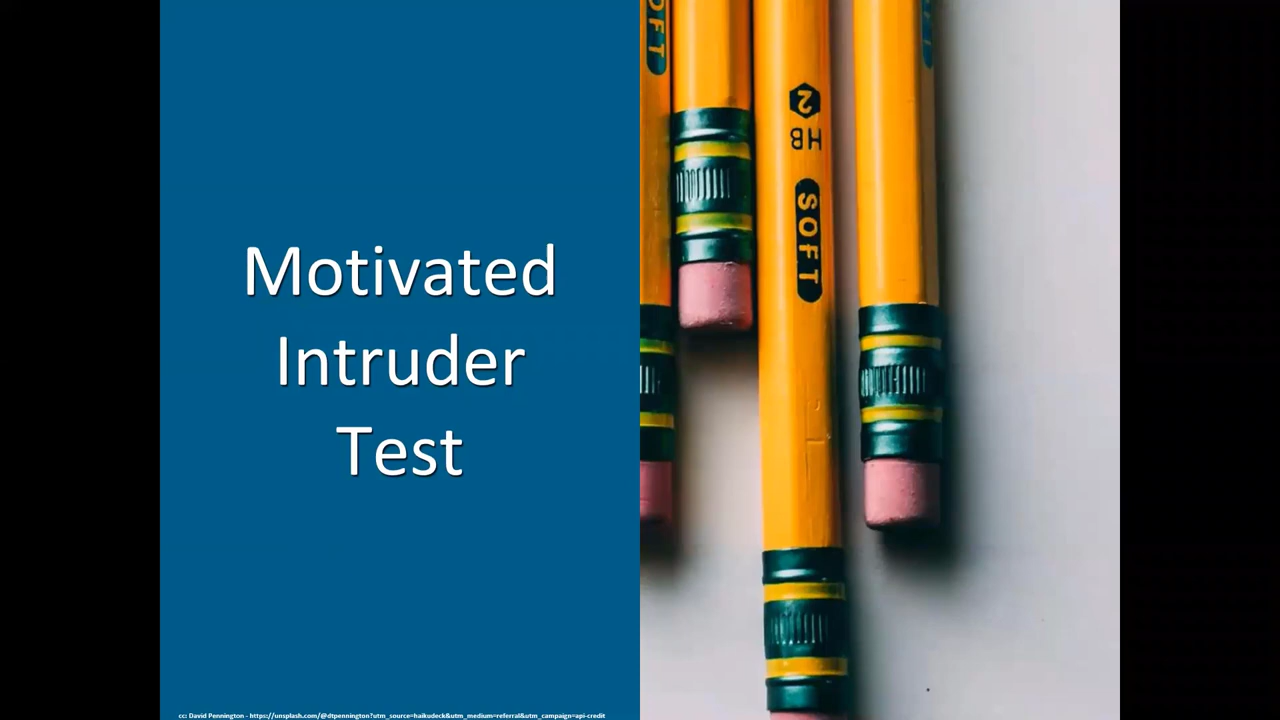 Motivated
Intruder
Test
SOFT
2
HB
SOFT
cc: David Pennington - https://unsplash.com/@dtpennington?utm_source=haikudeck&utm_medium=referral&utm_campaign=api-credit